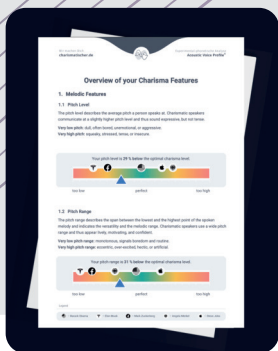 charismatischer.de
Acoustic Voice Profile
Overview of your Charisma Features
1. Melodic Features
1.1 Pitch Level
The pitch level describes the average pitch a person speaks at. Charismatic speakers
communicate at a slightly higher pitch level and thus sound expressive, but not tense.
Very low pitch: dull, often bored, unemotional, or aggressive.
Very high pitch: squeaky, stressed, tense, or insecure.
Your pitch level is 29 % below the optimal charisma level.
too low perfect too high
1.2 Pitch Range
The pitch range describes the span between the lowest and the highest point of the spoken
melody and indicates the versatility and the melodic range. Charismatic speakers use a wide pitch
range and thus appear lively, motivating, and confident.
Very low pitch range: monotonous, signals boredom and routine.
Very high pitch range: eccentric, over-excited, hectic, or artificial.
Your pitch range is 31 % below the optimal charisma level.
too low perfect too high